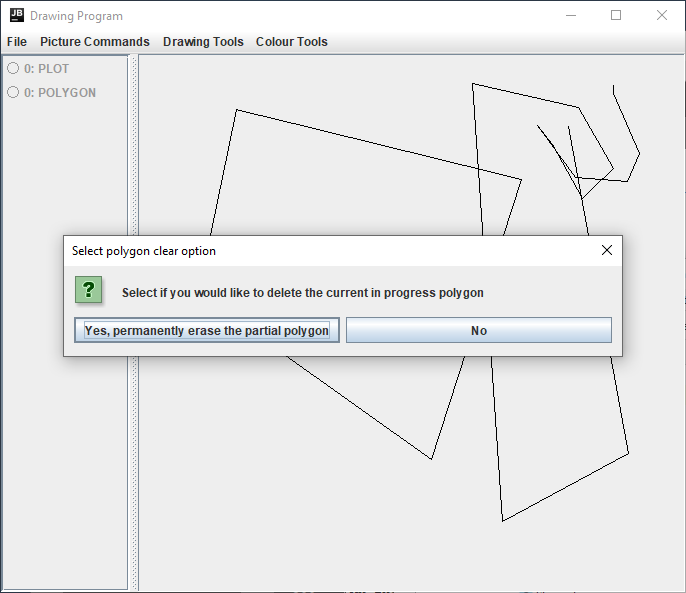 JB Drawing Program
File Picture Commands Drawing Tools Colour Tools
0: PLOT
0: POLYGON
Select polygon clear option
? Select if you would like to delete the current in progress polygon
Yes, permanently erase the partial polygon No